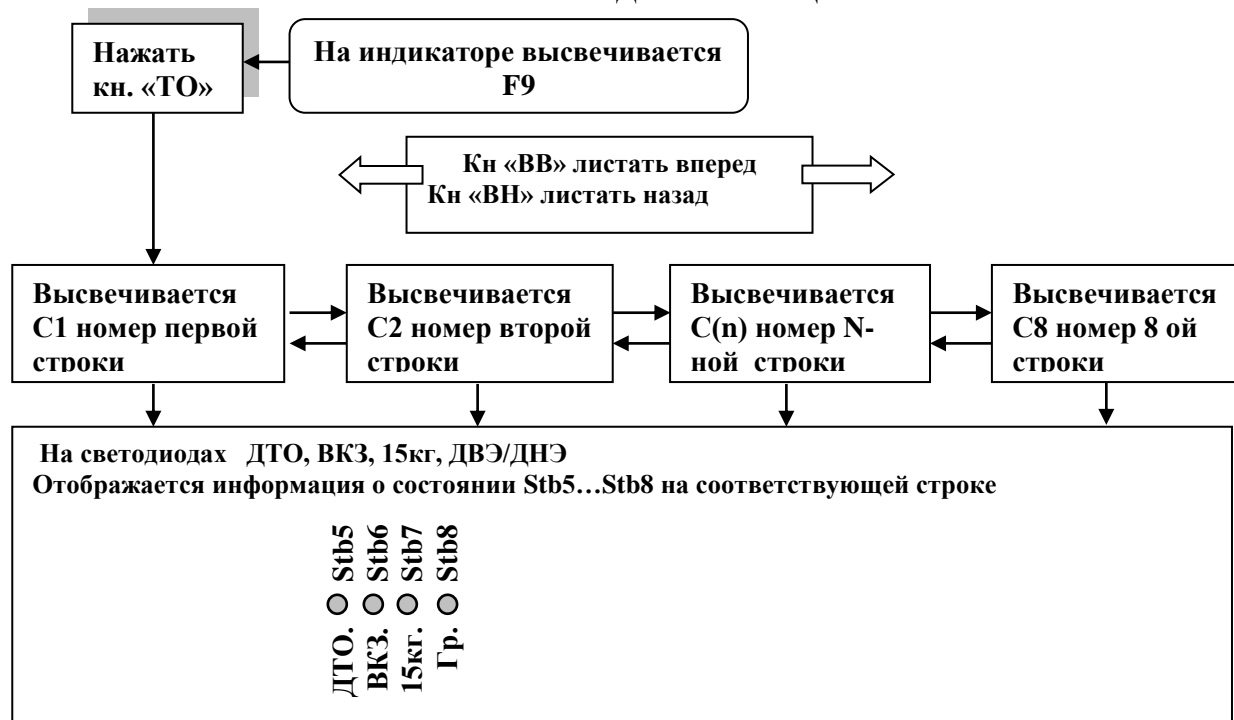 Нажать
кн. «ТО»
На индикаторе высвечивается
F9
Кн «ВВ» листать вперед
Кн «ВН» листать назад
Высвечивается
С1 номер первой
строки
Высвечивается
С2 номер второй
строки
Высвечивается
С(n) номер N-
ной строки
Высвечивается
С8 номер 8 ой
строки
На светодиодах ДТО, ВКЗ, 15кг, ДВЭ/ДНЭ
Отображается информация о состоянии Stb5…Stb8 на соответствующей строке
ДТО. Stb5
ВКЗ. Stb6
15кг. Stb7
Гр. Stb8